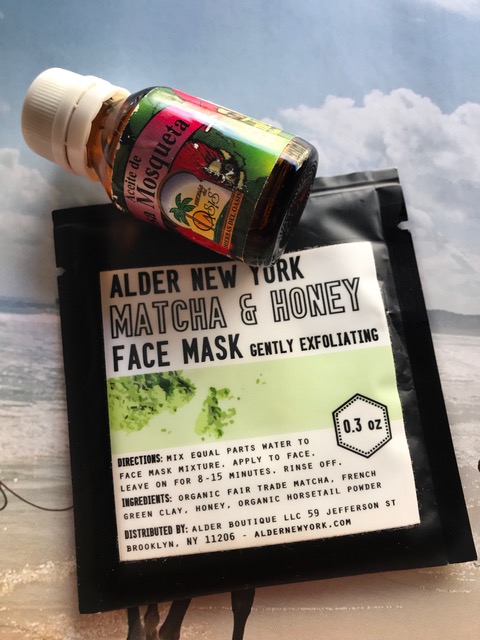 Aceite de
Mosqueta
OASIS
ALDER NEW YORK
MATCHA & HONEY
FACE MASK GENTLY EXFOLIATING
0.3 oz
DIRECTIONS: MIX EQUAL PARTS WATER TO
FACE MASK MIXTURE. APPLY TO FACE.
LEAVE ON FOR 8-15 MINUTES. RINSE OFF.
INGREDIENTS: ORGANIC FAIR TRADE MATCHA, FRENCH
GREEN CLAY, HONEY, ORGANIC HORSETAIL POWDER
DISTRIBUTED BY: ALDER BOUTIQUE LLC 59 JEFFERSON ST
BROOKLYN, NY 11206 - ALDERNEWYORK.COM